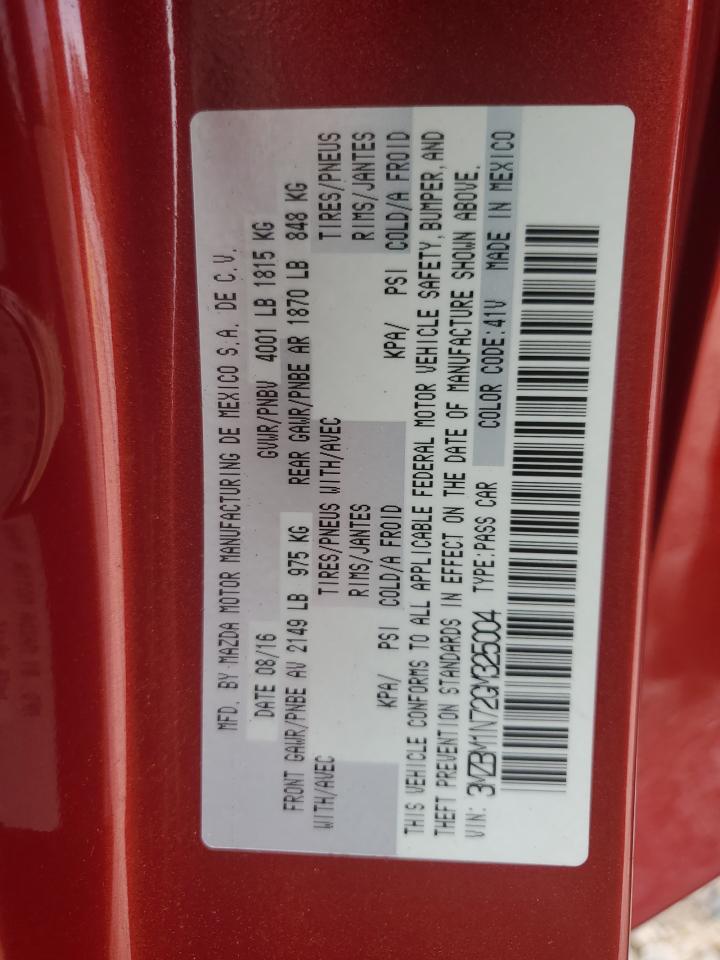 MFD. BY MAZDA MOTOR MANUFACTURING DE MEXICO S.A. DE C.V.
DATE 08/16 GVWR/PNBV 4001 LB 1815 KG
FRONT GAWR/PNBE AV 2149 LB 975 KG REAR GAWR/PNBE AR 1870 LB 848 KG
WITH/AVEC TIRES/PNEUS WITH/AVEC TIRES/PNEUS
RIMS/JANTES RIMS/JANTES
KPA/ PSI COLD/A FROID KPA/ PSI COLD/A FROID
THIS VEHICLE CONFORMS TO ALL APPLICABLE FEDERAL MOTOR VEHICLE SAFETY, BUMPER, AND
THEFT PREVENTION STANDARDS IN EFFECT ON THE DATE OF MANUFACTURE SHOWN ABOVE.
VIN: 3MZBM1N72GM325004 TYPE:PASS CAR COLOR CODE:41V MADE IN MEXICO